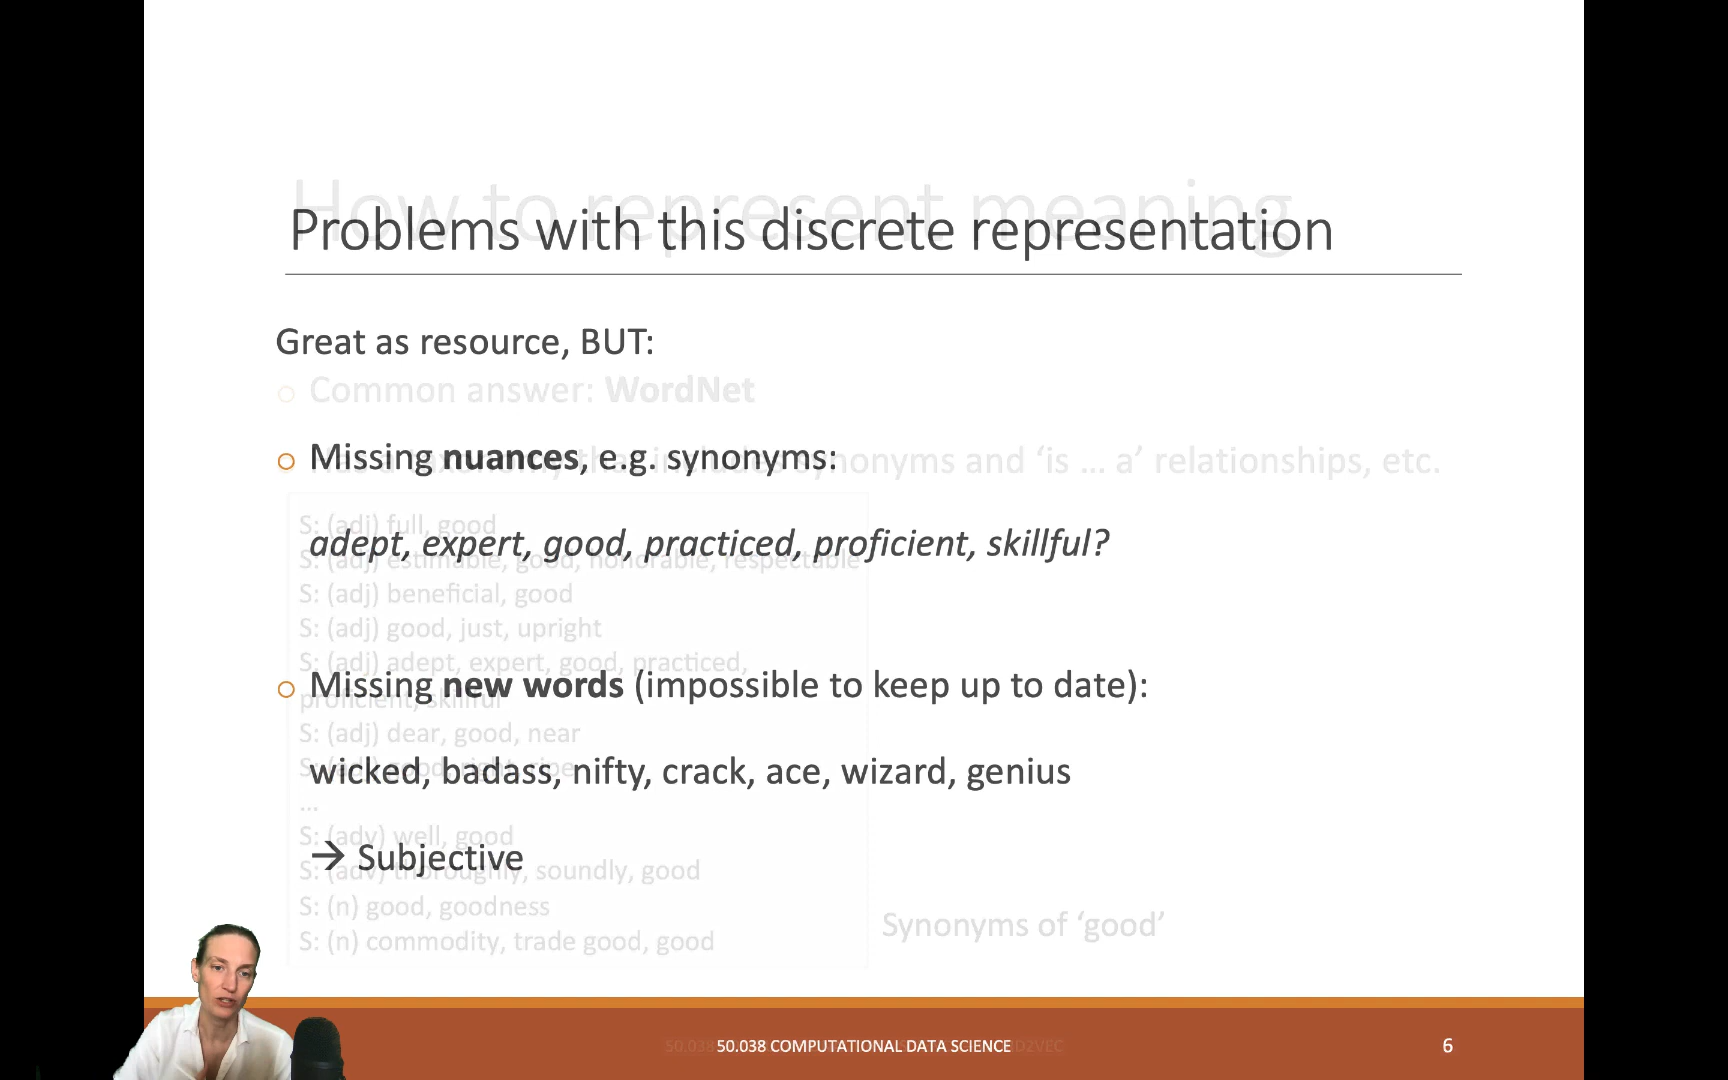 How to represent meaning
Problems with this discrete representation
Great as resource, BUT:
Common answer: WordNet
Missing nuances, e.g. synonyms:
synonyms and ‘is ... a’ relationships, etc.
S: (adj) full, good
adept, expert, good, practiced, proficient, skillful?
S: (adj) estimable, good, honorable, respectable
S: (adj) beneficial, good
S: (adj) good, just, upright
S: (adj) adept, expert, good, practiced,
Missing new words (impossible to keep up to date):
proficient, skillful
S: (adj) dear, good, near
wicked, badass, nifty, crack, ace, wizard, genius
...
S: (adv) well, good
→ Subjective
S: (adv) thoroughly, soundly, good
S: (n) good, goodness
Synonyms of ‘good’
S: (n) commodity, trade good, good
50.038 COMPUTATIONAL DATA SCIENCE
6